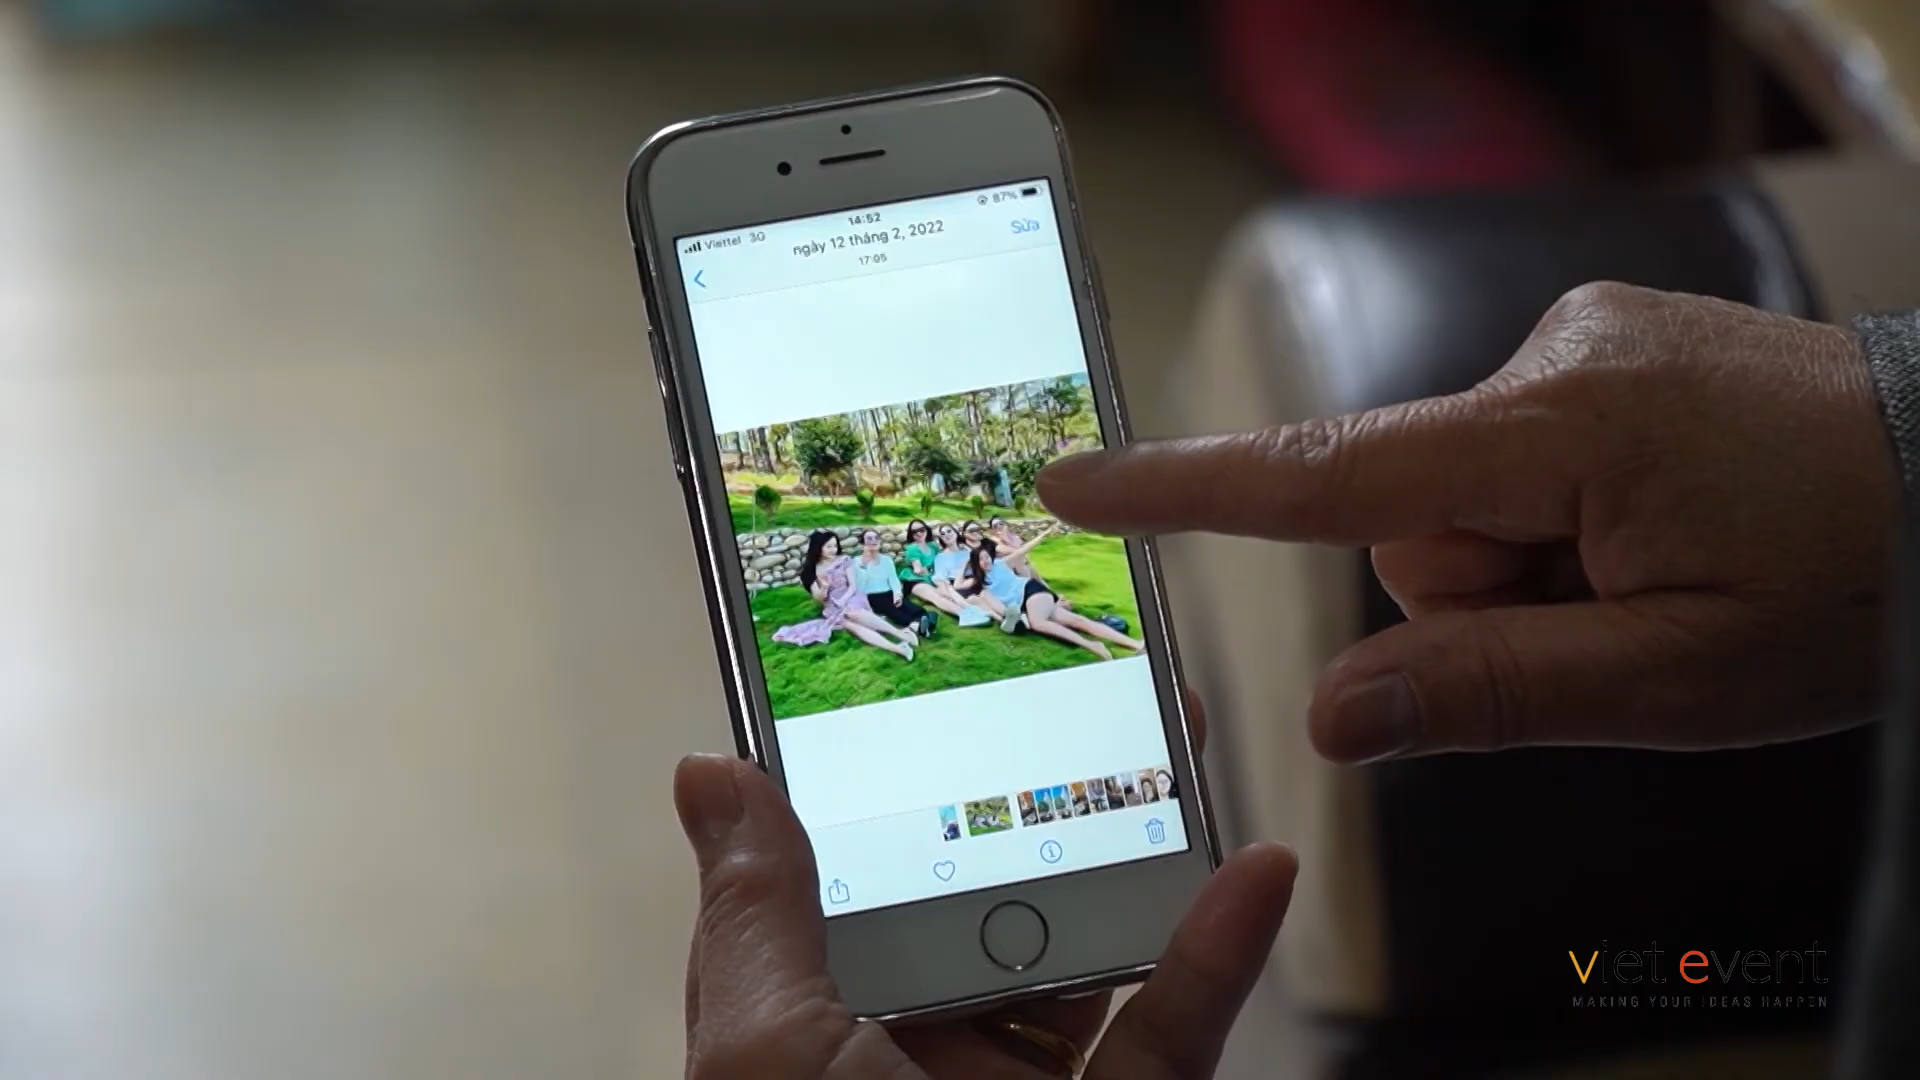 14:52
87%
Viettel 3G
ngày 12 tháng 2, 2022
Sửa
17:05
viet event
MAKING YOUR IDEAS HAPPEN